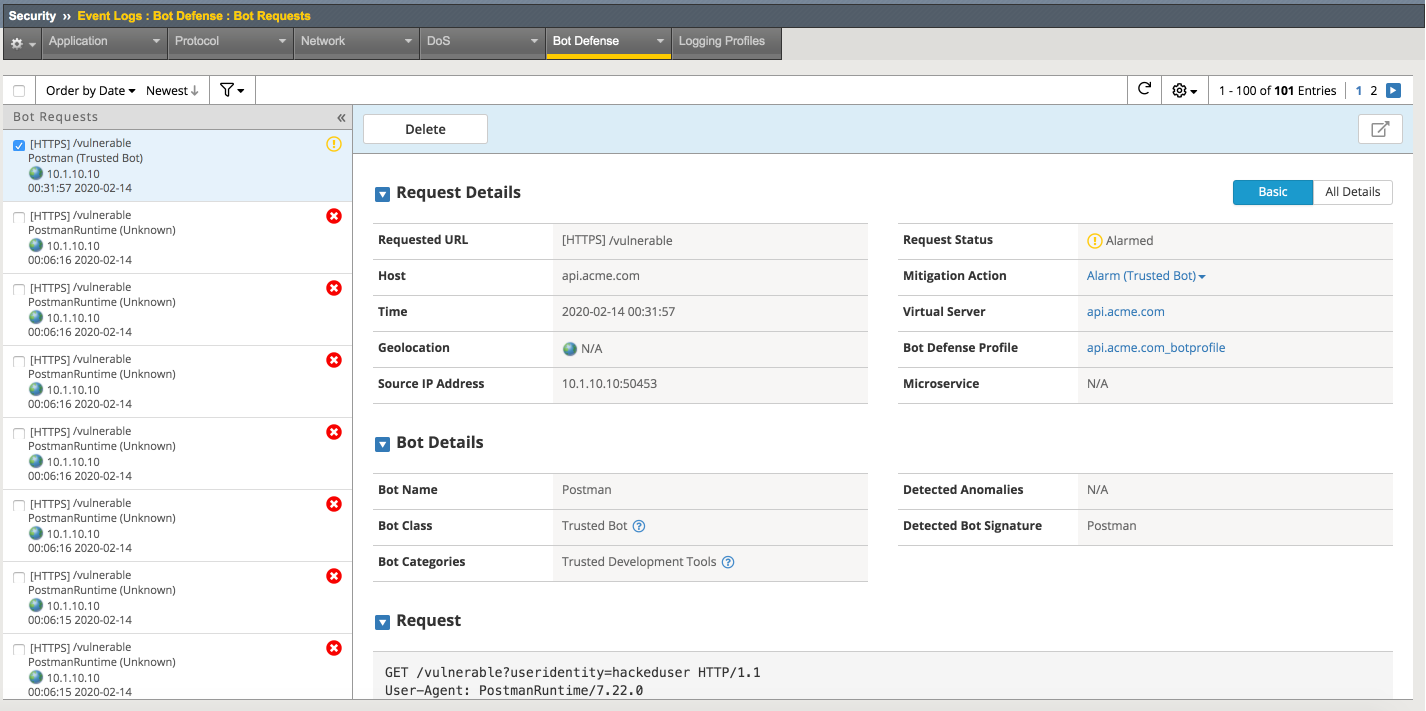 Security ›› Event Logs : Bot Defense : Bot Requests
Application Protocol Network DoS Bot Defense Logging Profiles
Order by Date Newest 1 - 100 of 101 Entries 1 2
Bot Requests «
[HTTPS] /vulnerable
Postman (Trusted Bot)
10.1.10.10
00:31:57 2020-02-14
[HTTPS] /vulnerable
PostmanRuntime (Unknown)
10.1.10.10
00:06:16 2020-02-14
[HTTPS] /vulnerable
PostmanRuntime (Unknown)
10.1.10.10
00:06:16 2020-02-14
[HTTPS] /vulnerable
PostmanRuntime (Unknown)
10.1.10.10
00:06:16 2020-02-14
[HTTPS] /vulnerable
PostmanRuntime (Unknown)
10.1.10.10
00:06:16 2020-02-14
[HTTPS] /vulnerable
PostmanRuntime (Unknown)
10.1.10.10
00:06:16 2020-02-14
[HTTPS] /vulnerable
PostmanRuntime (Unknown)
10.1.10.10
00:06:15 2020-02-14
[HTTPS] /vulnerable
PostmanRuntime (Unknown)
10.1.10.10
00:06:15 2020-02-14
Delete
Request Details
Basic All Details
Requested URL [HTTPS] /vulnerable
Host api.acme.com
Time 2020-02-14 00:31:57
Geolocation N/A
Source IP Address 10.1.10.10:50453
Request Status Alarmed
Mitigation Action Alarm (Trusted Bot)
Virtual Server api.acme.com
Bot Defense Profile api.acme.com_botprofile
Microservice N/A
Bot Details
Bot Name Postman
Bot Class Trusted Bot
Bot Categories Trusted Development Tools
Detected Anomalies N/A
Detected Bot Signature Postman
Request
GET /vulnerable?useridentity=hackeduser HTTP/1.1
User-Agent: PostmanRuntime/7.22.0